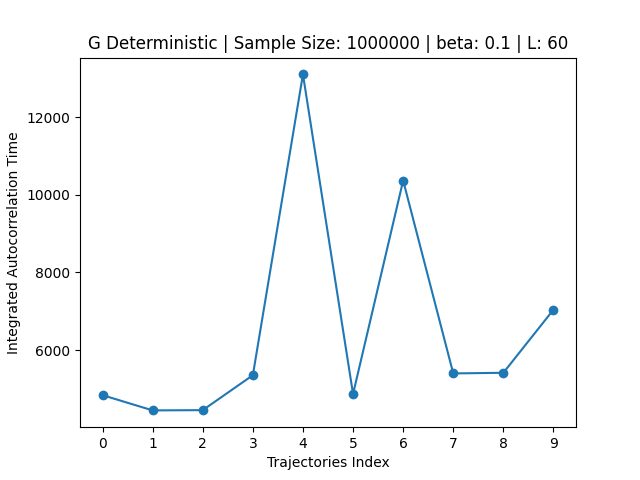 G Deterministic | Sample Size: 1000000 | beta: 0.1 | L: 60
Integrated Autocorrelation Time
12000
10000
8000
6000
0 1 2 3 4 5 6 7 8 9
Trajectories Index